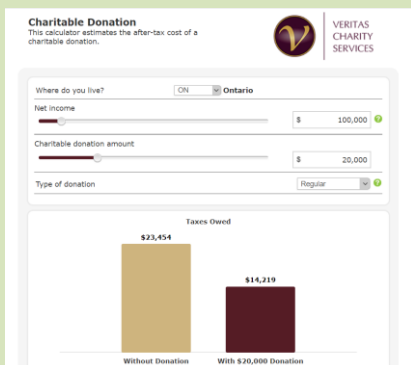 Charitable Donation
This calculator estimates the after-tax cost of a
charitable donation.
V
VERITAS
CHARITY
SERVICES
Where do you live? ON Ontario
Net income
$ 100,000 ?
Charitable donation amount
$ 20,000
Type of donation Regular ?
Taxes Owed
$23,454
$14,219
Without Donation With $20,000 Donation